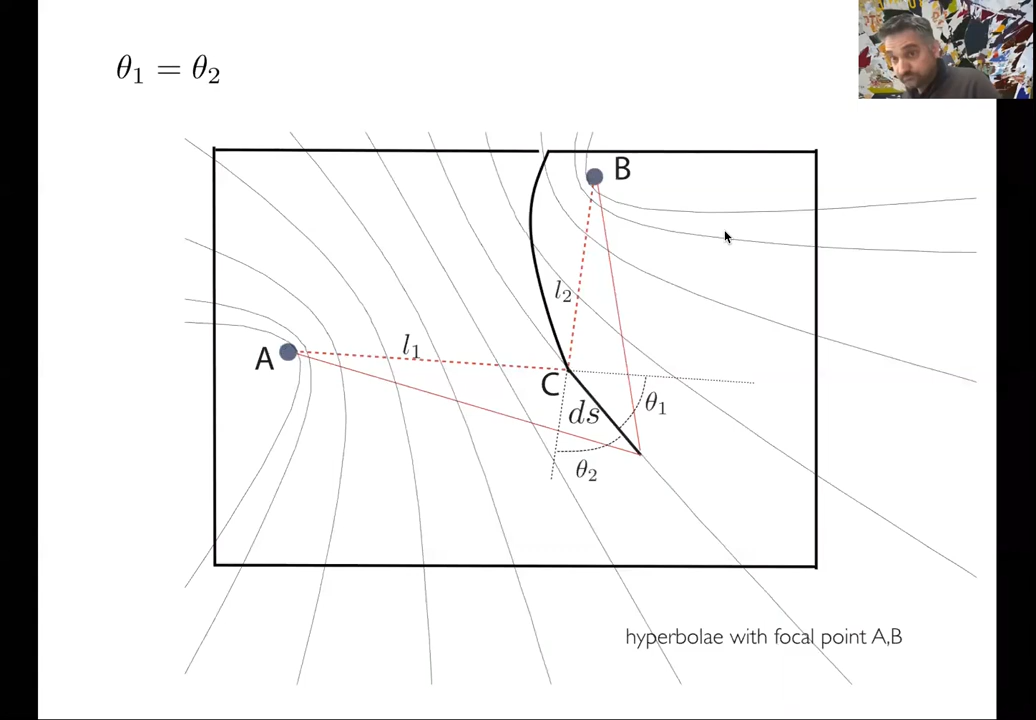 θ₁ = θ₂
B
l₂
l₁
A
C
ds
θ₁
θ₂
hyperbolae with focal point A,B